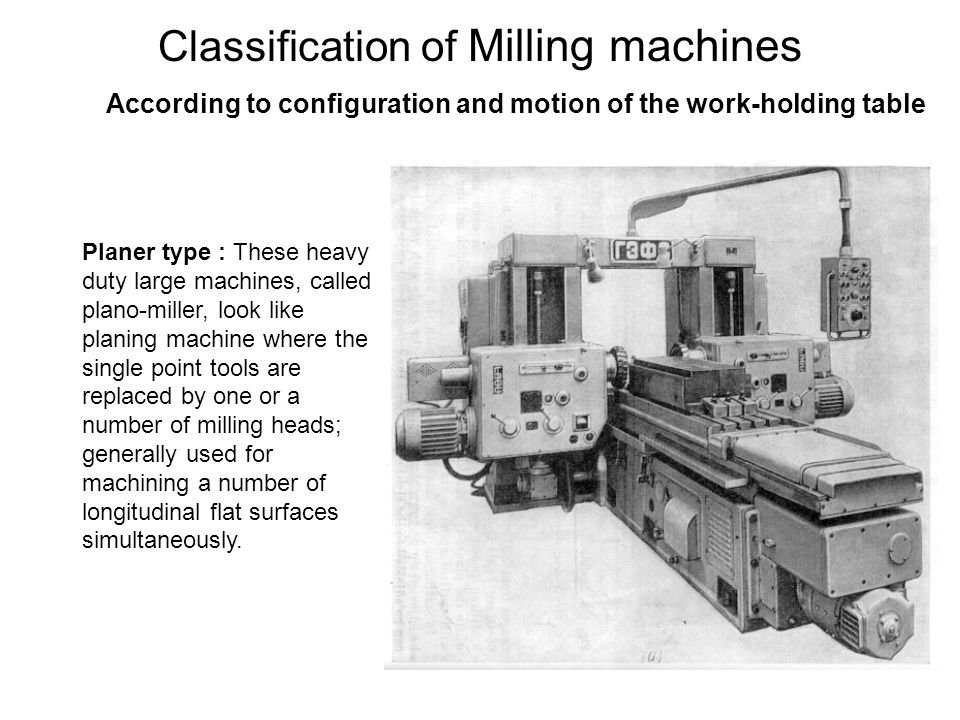 Classification of Milling machines
According to configuration and motion of the work-holding table
Planer type : These heavy
duty large machines, called
plano-miller, look like
planing machine where the
single point tools are
replaced by one or a
number of milling heads;
generally used for
machining a number of
longitudinal flat surfaces
simultaneously.
ГЗФС
(a)